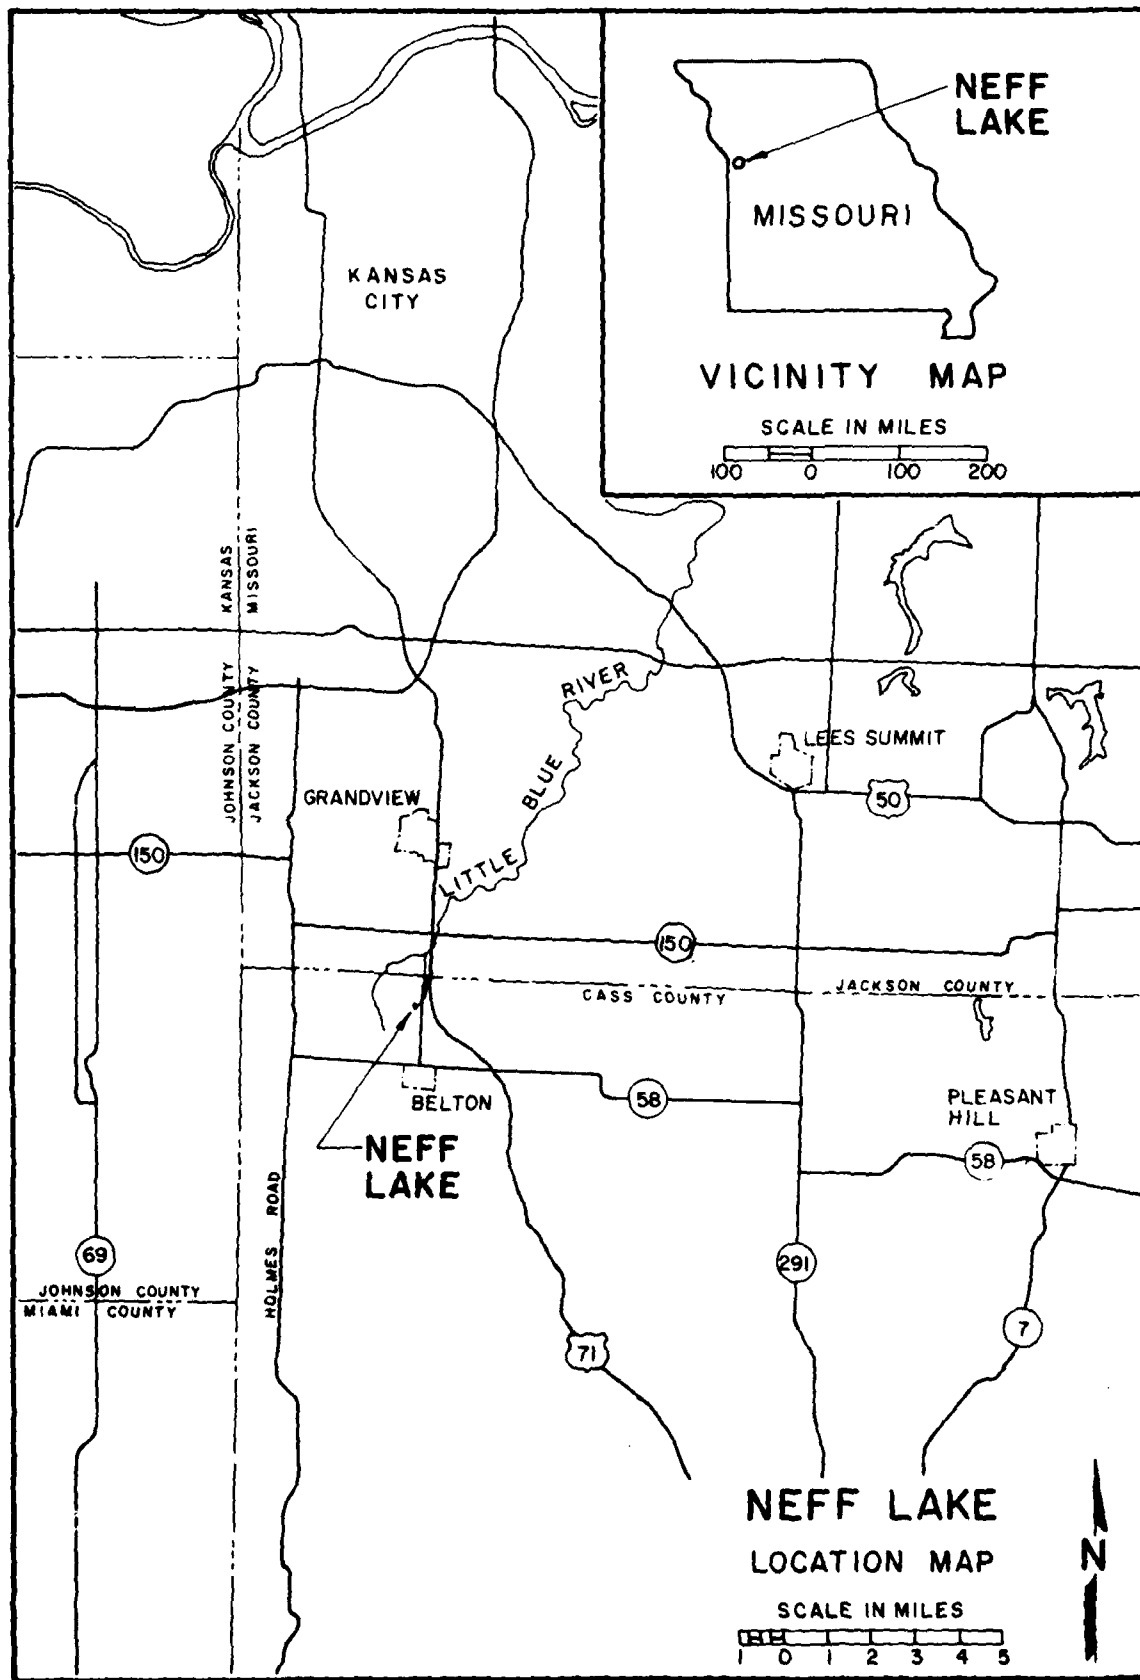 NEFF
LAKE
MISSOURI
VICINITY MAP
SCALE IN MILES
100 0 100 200
KANSAS
CITY
KANSAS
MISSOURI
JOHNSON COUNTY
JACKSON COUNTY
RIVER
BLUE
LITTLE
LEES SUMMIT
50
GRANDVIEW
150
150
CASS COUNTY
JACKSON COUNTY
BELTON
58
PLEASANT
HILL
58
NEFF
LAKE
HOLMES ROAD
69
JOHNSON COUNTY
MIAMI COUNTY
291
7
71
NEFF LAKE
LOCATION MAP
SCALE IN MILES
1 0 1 2 3 4 5
N